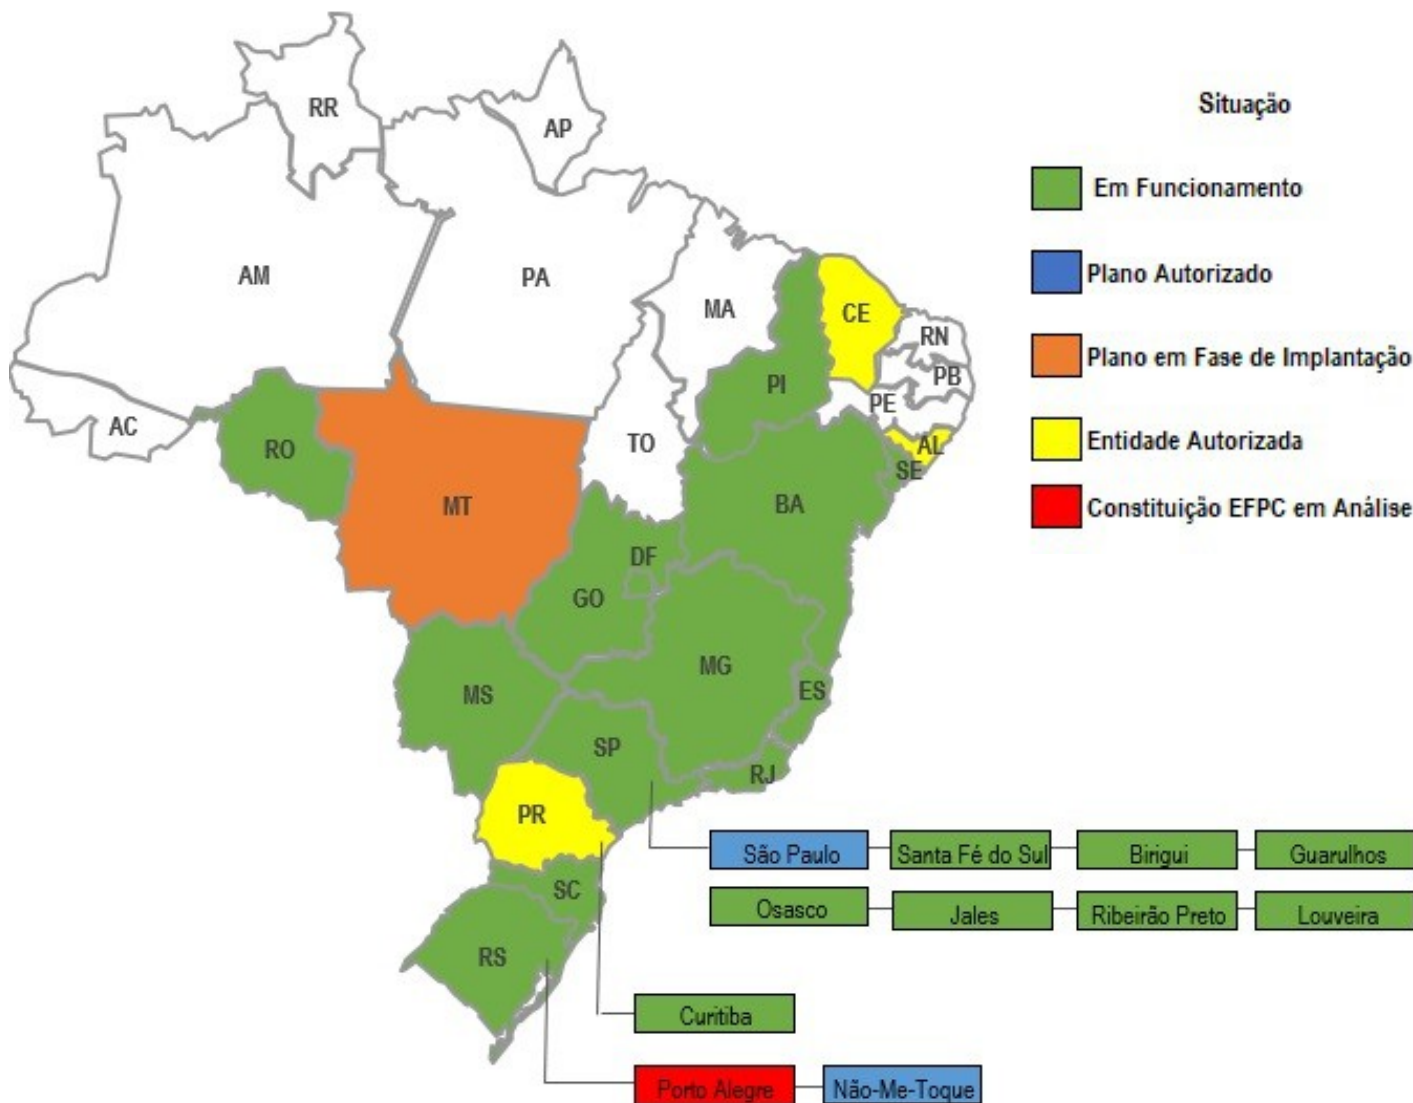 RR
AP
Situação
Em Funcionamento
AM
PA
MA
CE
Plano Autorizado
RN
PB
PI
PE
Plano em Fase de Implantação
AC
RO
TO
AL
SE
Entidade Autorizada
MT
BA
Constituição EFPC em Análise
DF
GO
MG
MS
ES
SP
RJ
PR
São Paulo
Santa Fé do Sul
Birigui
Guarulhos
SC
Osasco
Jales
Ribeirão Preto
Louveira
RS
Curitiba
Porto Alegre
Não-Me-Toque